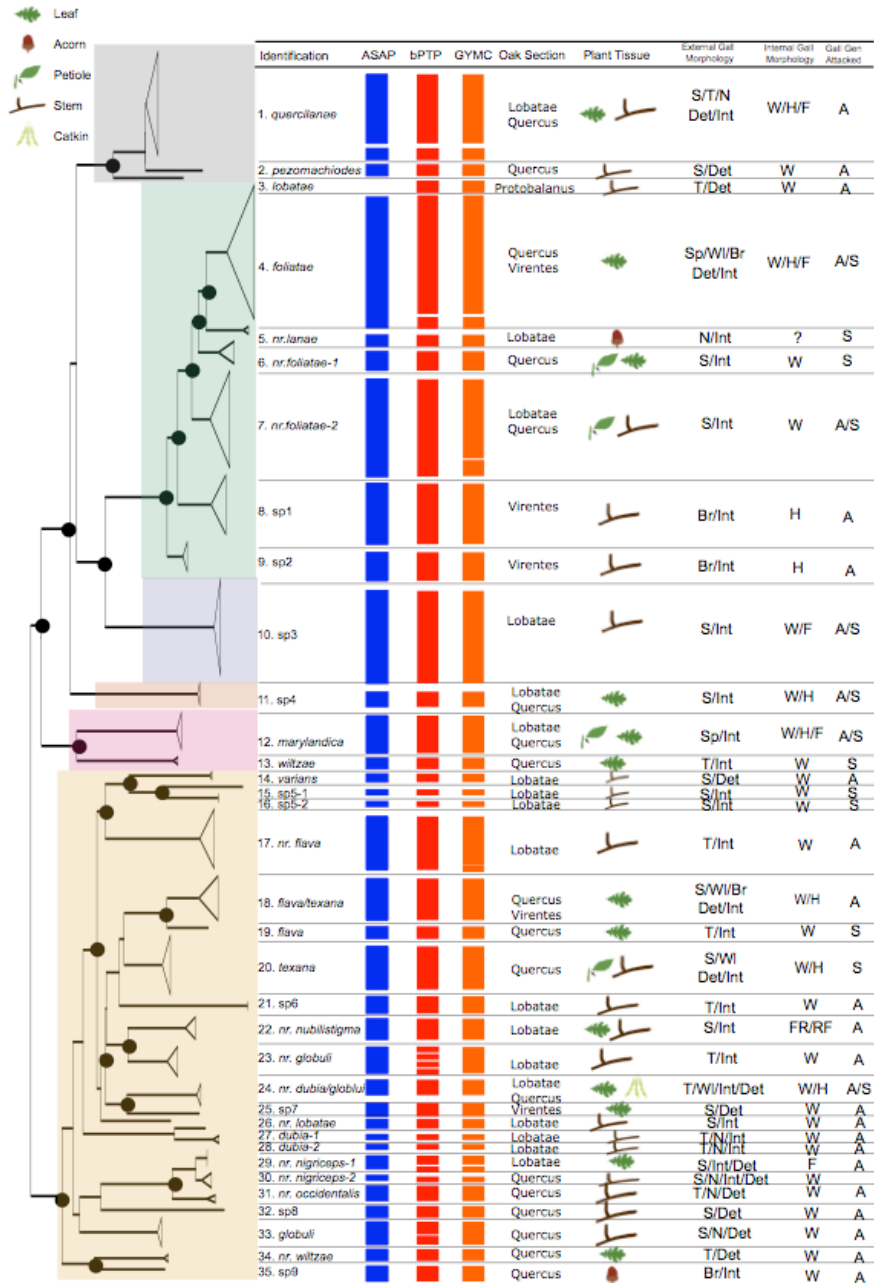 Leaf
Acorn
Petiole
Stem
Catkin
Identification ASAP bPTP GYMC Oak Section Plant Tissue External Gall Morphology Internal Gall Morphology Gall Gen Attacked
1. quercilanae Lobatae Quercus S/T/N Det/Int W/H/F A
2. pezomachiodes Quercus S/Det W A
3. lobatae Protobalanus T/Det W A
4. foliatae Quercus Virentes Sp/Wl/Br Det/Int W/H/F A/S
5. nr.lanae Lobatae N/Int ? S
6. nr.foliatae-1 Quercus S/Int W S
7. nr.foliatae-2 Lobatae Quercus S/Int W A/S
8. sp1 Virentes Br/Int H A
9. sp2 Virentes Br/Int H A
10. sp3 Lobatae S/Int W/F A/S
11. sp4 Lobatae Quercus S/Int W/H A/S
12. marylandica Lobatae Quercus Sp/Int W/H/F A/S
13. wiltzae Quercus T/Int W S
14. varians Lobatae S/Det W A
15. sp5-1 Lobatae S/Int W S
16. sp5-2 Lobatae S/Int W S
17. nr. flava Lobatae T/Int W A
18. flava/texana Quercus Virentes S/Wl/Br Det/Int W/H A
19. flava Quercus T/Int W S
20. texana Quercus S/Wl Det/Int W/H S
21. sp6 Lobatae T/Int W A
22. nr. nubilistigma Lobatae S/Int FR/RF A
23. nr. globuli Lobatae T/Int W A
24. nr. dubia/globlui Lobatae Quercus T/Wl/Int/Det W/H A/S
25. sp7 Virentes S/Det W A
26. nr. lobatae Lobatae S/Int W A
27. dubia-1 Lobatae T/N/Int W A
28. dubia-2 Lobatae T/N/Int W A
29. nr. nigriceps-1 Lobatae S/Int/Det F A
30. nr. nigriceps-2 Quercus S/N/Int/Det W
31. nr. occidentalis Quercus T/N/Det W A
32. sp8 Quercus S/Det W A
33. globuli Quercus S/N/Det W A
34. nr. wiltzae Quercus T/Det W A
35. sp9 Quercus Br/Int W A